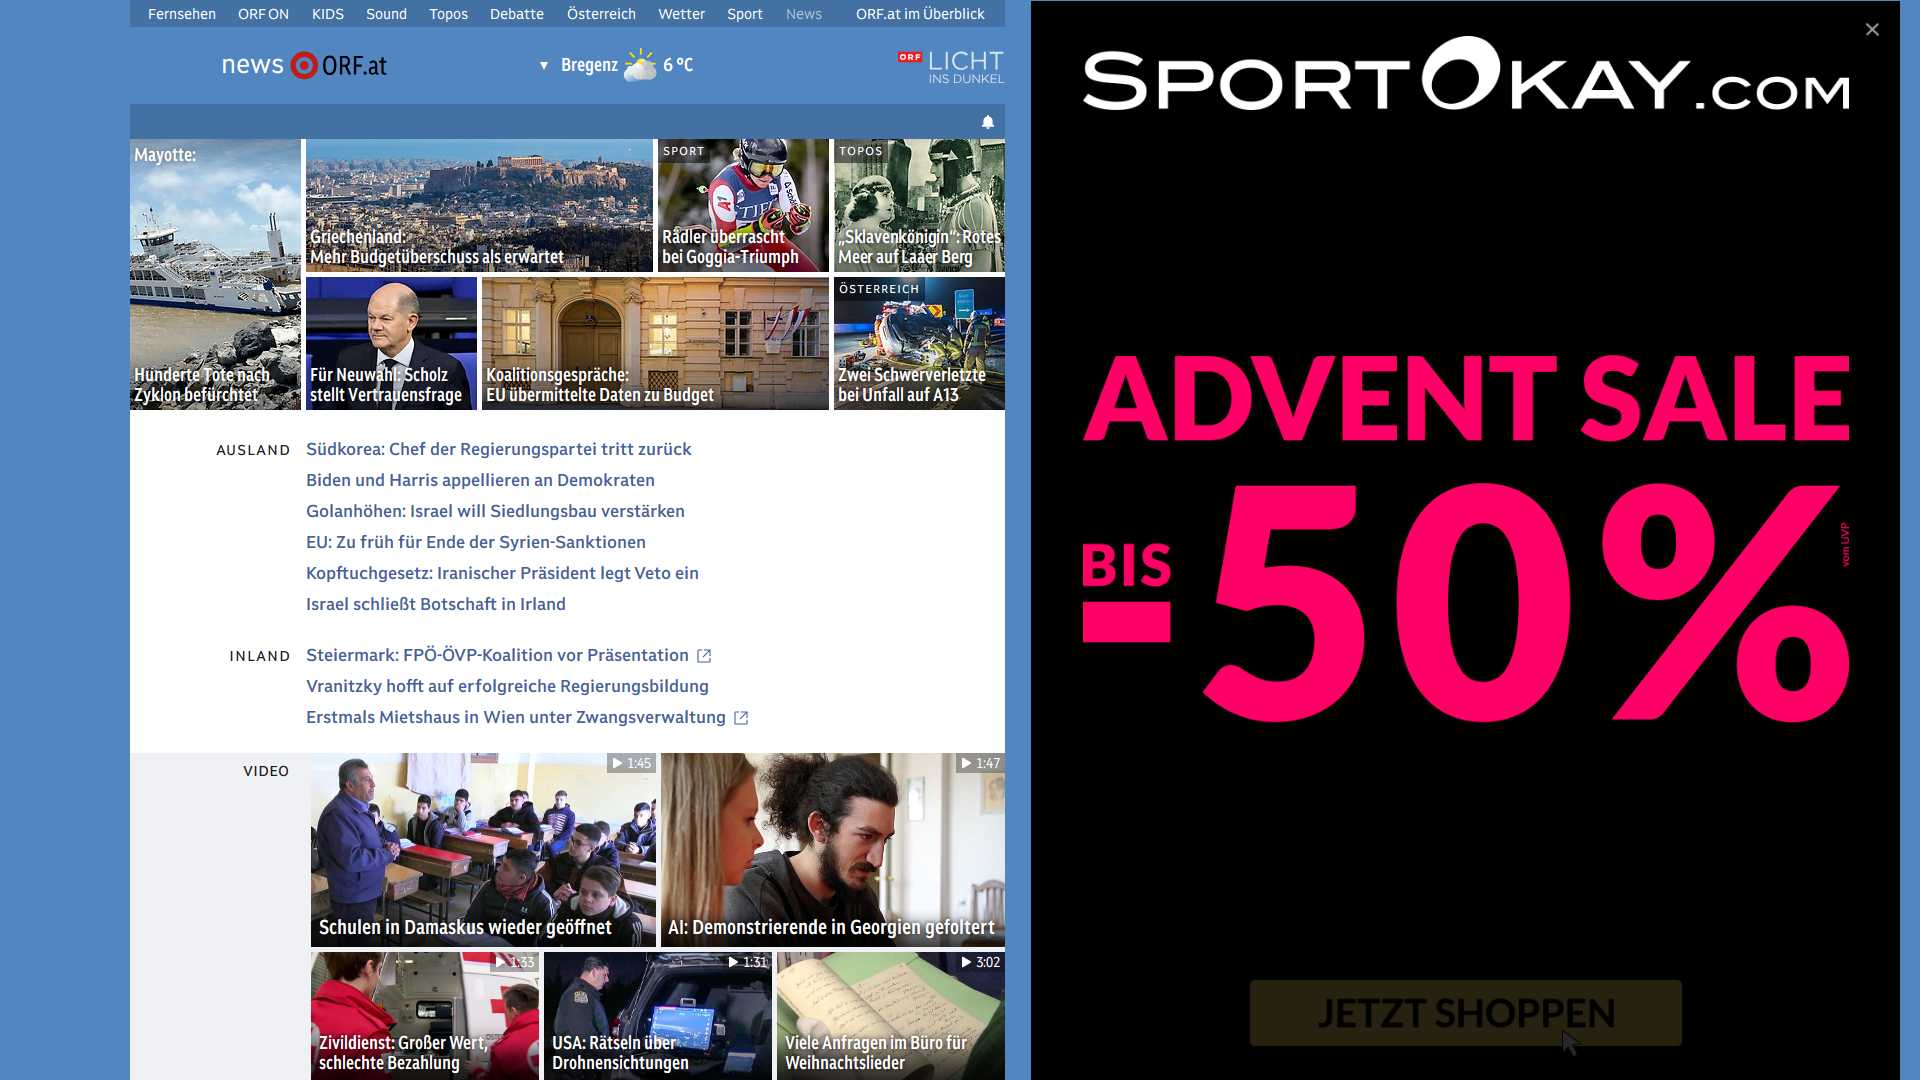 Fernsehen ORF ON KIDS Sound Topos Debatte Österreich Wetter Sport News ORF.at im Überblick
news ORF.at
▼ Bregenz 6 °C
ORF LICHT
INS DUNKEL
Mayotte:
Hunderte Tote nach
Zyklon befürchtet
Griechenland:
Mehr Budgetüberschuss als erwartet
SPORT
Rädler überrascht
bei Goggia-Triumph
TOPOS
„Sklavenkönigin“: Rotes
Meer auf Laaer Berg
Für Neuwahl: Scholz
stellt Vertrauensfrage
Koalitionsgespräche:
EU übermittelte Daten zu Budget
ÖSTERREICH
Zwei Schwerverletzte
bei Unfall auf A13
AUSLAND
Südkorea: Chef der Regierungspartei tritt zurück
Biden und Harris appellieren an Demokraten
Golanhöhen: Israel will Siedlungsbau verstärken
EU: Zu früh für Ende der Syrien-Sanktionen
Kopftuchgesetz: Iranischer Präsident legt Veto ein
Israel schließt Botschaft in Irland
INLAND
Steiermark: FPÖ-ÖVP-Koalition vor Präsentation
Vranitzky hofft auf erfolgreiche Regierungsbildung
Erstmals Mietshaus in Wien unter Zwangsverwaltung
VIDEO
1:45
Schulen in Damaskus wieder geöffnet
1:47
AI: Demonstrierende in Georgien gefoltert
1:33
Zivildienst: Großer Wert,
schlechte Bezahlung
1:31
USA: Rätseln über
Drohnensichtungen
3:02
Viele Anfragen im Büro für
Weihnachtslieder
SPORTOKAY.COM
ADVENT SALE
BIS
-50%
vom UVP
JETZT SHOPPEN